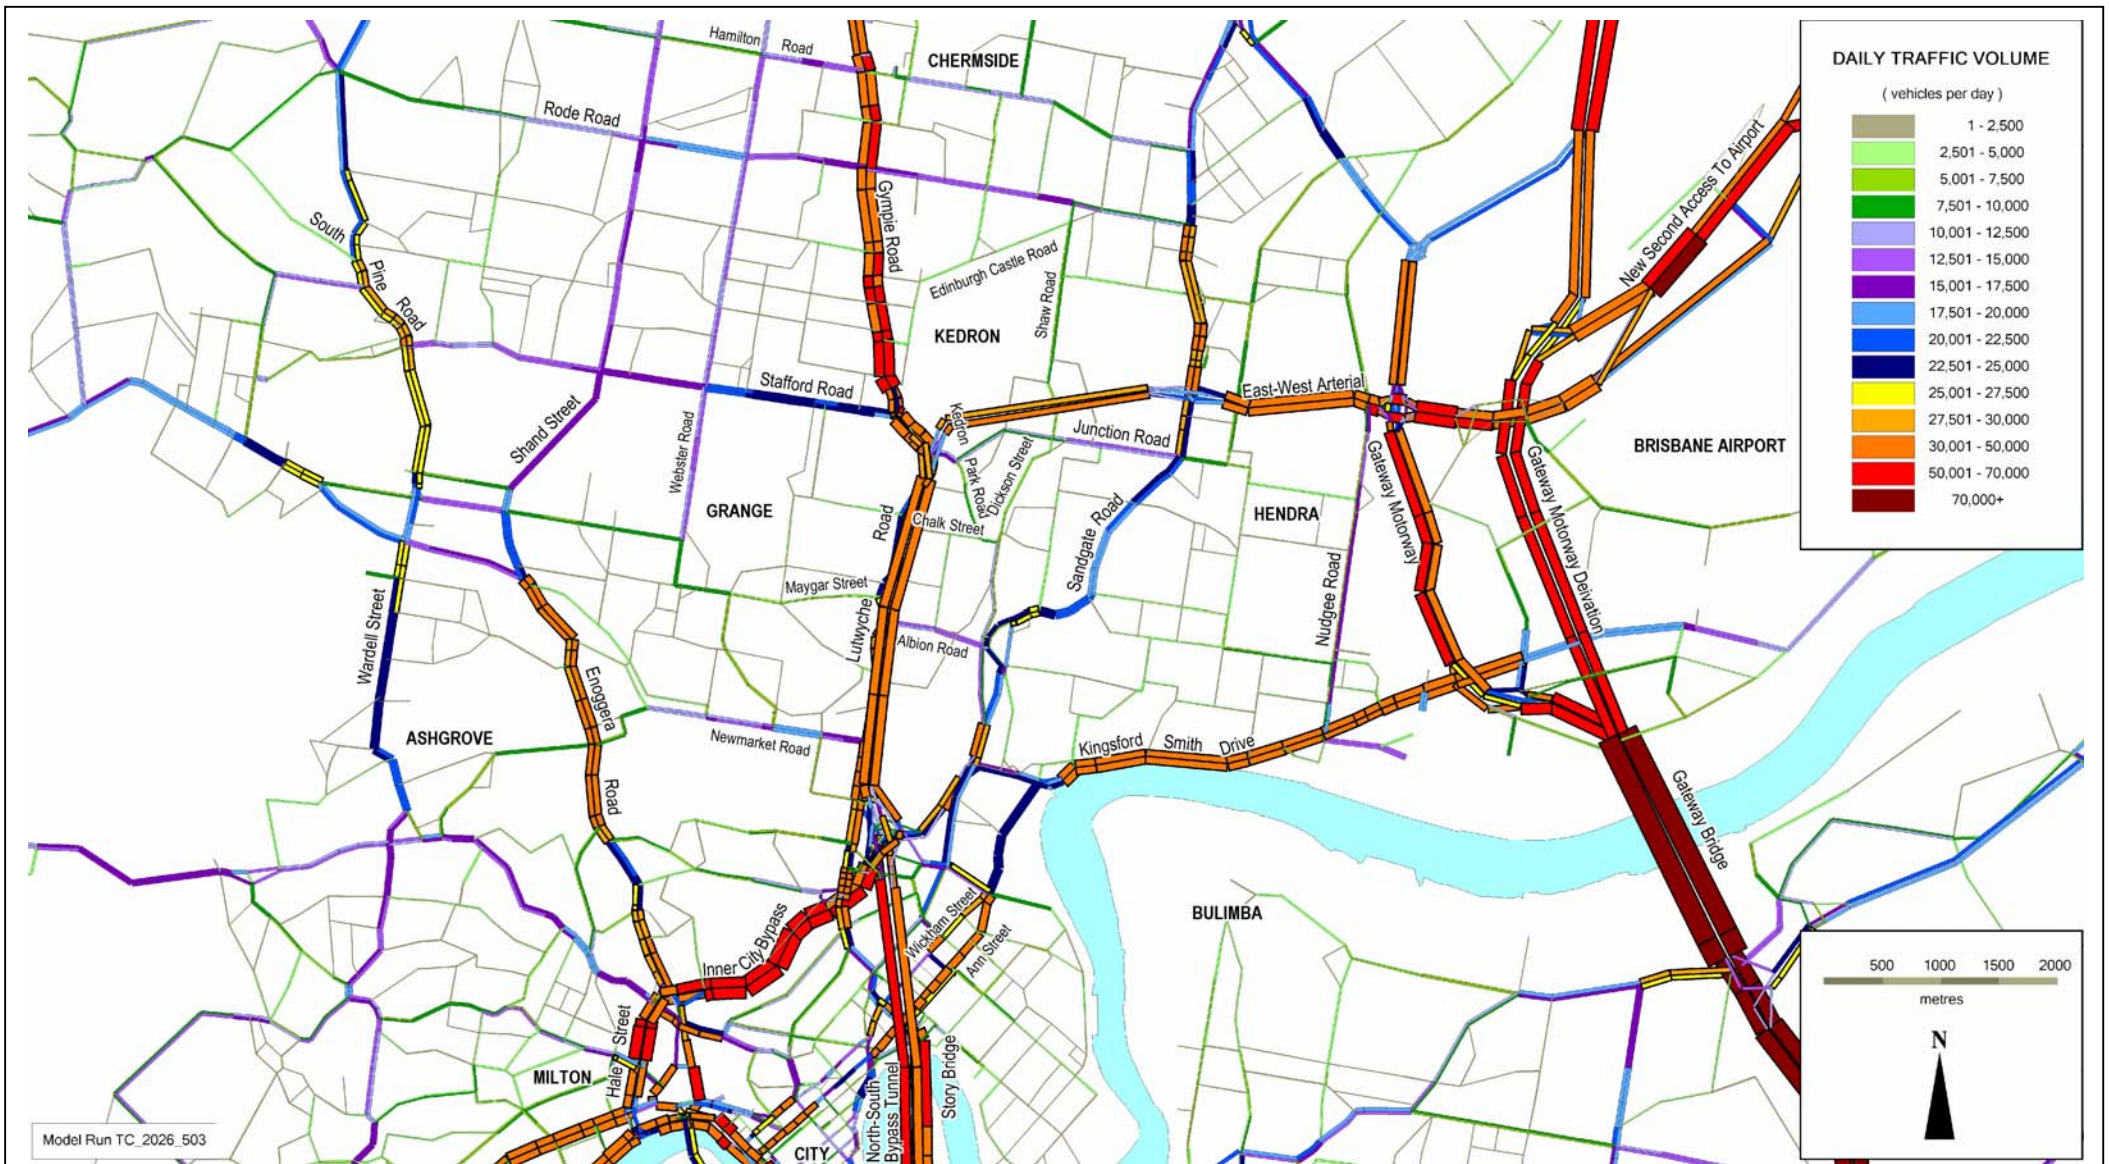 DAILY TRAFFIC VOLUME
( vehicles per day )
1 - 2,500
2,501 - 5,000
5,001 - 7,500
7,501 - 10,000
10,001 - 12,500
12,501 - 15,000
15,001 - 17,500
17,501 - 20,000
20,001 - 22,500
22,501 - 25,000
25,001 - 27,500
27,501 - 30,000
30,001 - 50,000
50,001 - 70,000
70,000+
Hamilton Road
CHERMSIDE
Rode Road
New Second Access To Airport
South Pine Road
Gympie Road
Edinburgh Castle Road
Shaw Road
KEDRON
Stafford Road
East-West Arterial
Shand Street
Webster Road
Kedron
Park Road
Junction Road
Dickson Street
BRISBANE AIRPORT
GRANGE
HENDRA
Chalk Street
Sandgate Road
Gateway Motorway
Gateway Motorway Deivation
Nudgee Road
Maygar Street
Wardell Street
Lutwyche Road
Albion Road
Enoggera Road
ASHGROVE
Newmarket Road
Kingsford Smith Drive
Gateway Bridge
Inner City Bypass
Wickham Street
Ann Street
BULIMBA
Hale Street
MILTON
North-South
Bypass Tunnel
Story Bridge
CITY
500 1000 1500 2000
metres
N
Model Run TC_2026_503